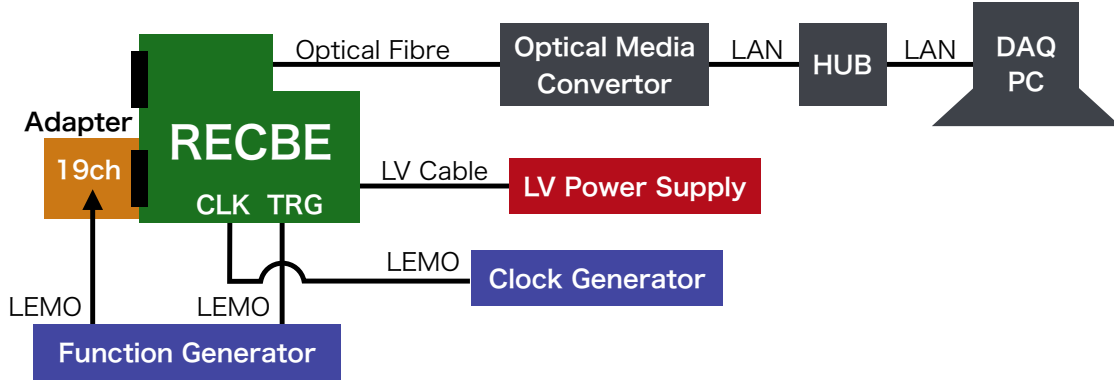 Optical Fibre
Optical Media
Convertor
LAN
HUB
LAN
DAQ
PC
Adapter
19ch
RECBE
CLK TRG
LV Cable
LV Power Supply
LEMO
Clock Generator
LEMO
LEMO
Function Generator